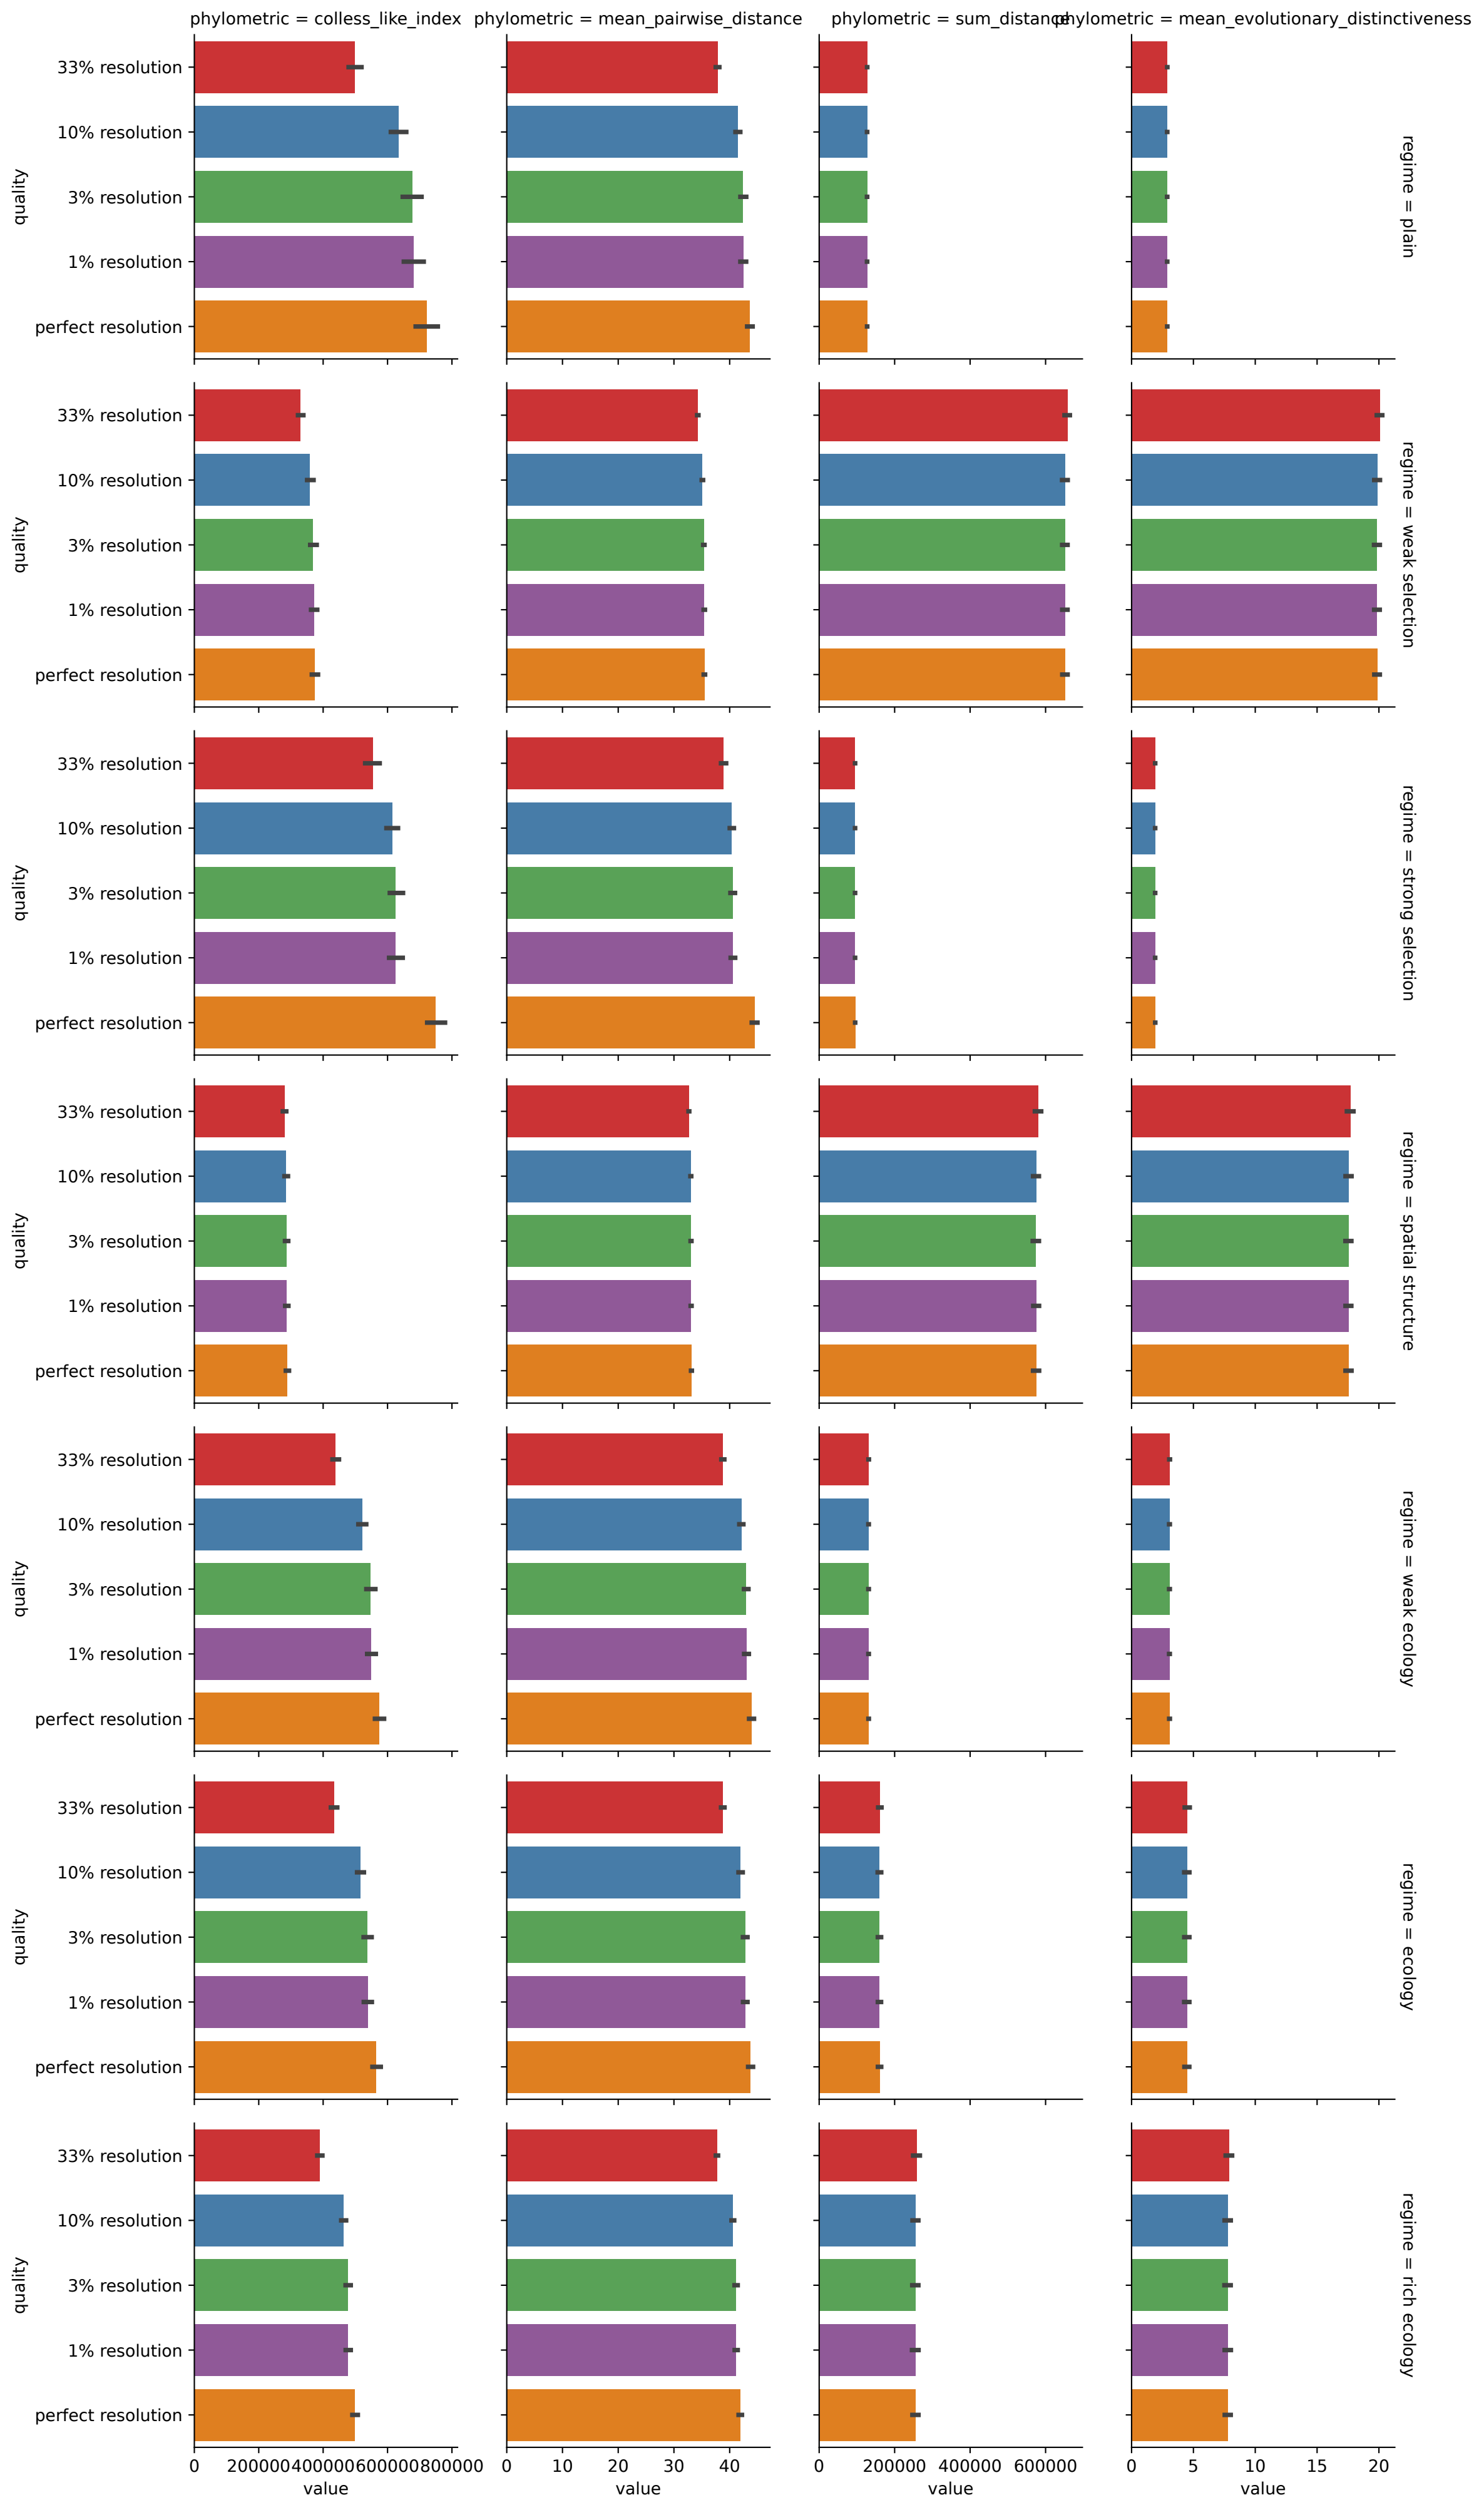 phylometric = colless_like_index
phylometric = mean_pairwise_distance
phylometric = sum_distance
phylometric = mean_evolutionary_distinctiveness
quality
33% resolution
10% resolution
3% resolution
1% resolution
perfect resolution
regime = plain
quality
33% resolution
10% resolution
3% resolution
1% resolution
perfect resolution
regime = weak selection
quality
33% resolution
10% resolution
3% resolution
1% resolution
perfect resolution
regime = strong selection
quality
33% resolution
10% resolution
3% resolution
1% resolution
perfect resolution
regime = spatial structure
quality
33% resolution
10% resolution
3% resolution
1% resolution
perfect resolution
regime = weak ecology
quality
33% resolution
10% resolution
3% resolution
1% resolution
perfect resolution
regime = ecology
quality
33% resolution
10% resolution
3% resolution
1% resolution
perfect resolution
regime = rich ecology
0 200000 400000 600000 800000
value
0 10 20 30 40
value
0 200000 400000 600000
value
0 5 10 15 20
value